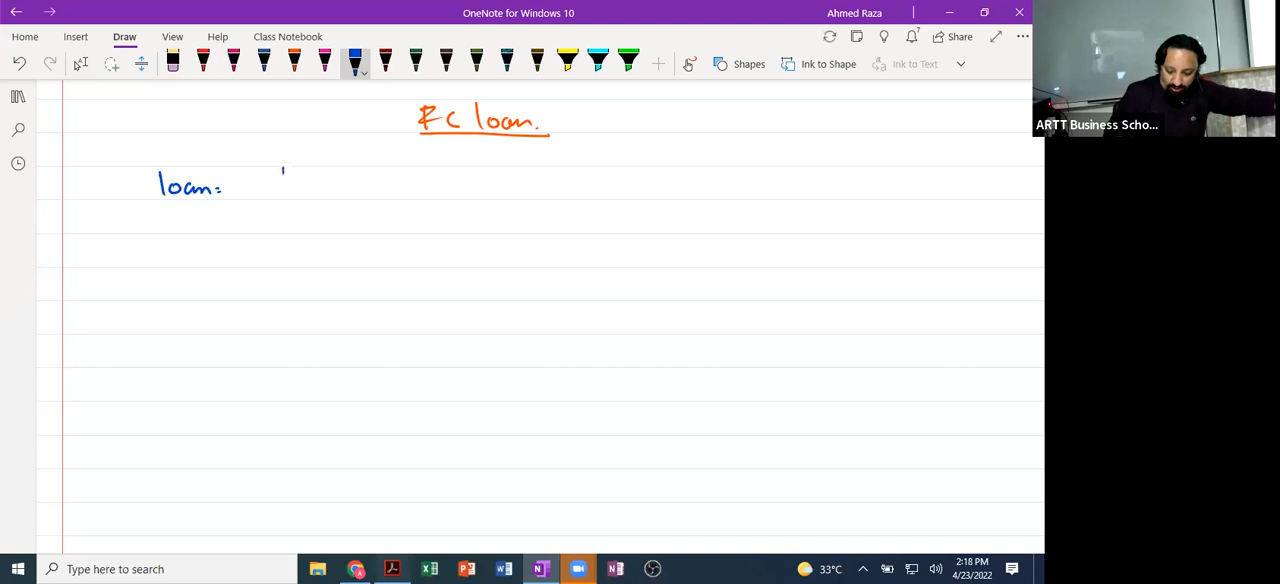 OneNote for Windows 10
Ahmed Raza
Home Insert Draw View Help Class Notebook
Share
Shapes Ink to Shape Ink to Text
ARTT Business Scho...
FC loan.
loan:
Type here to search
33°C
2:18 PM
4/23/2022